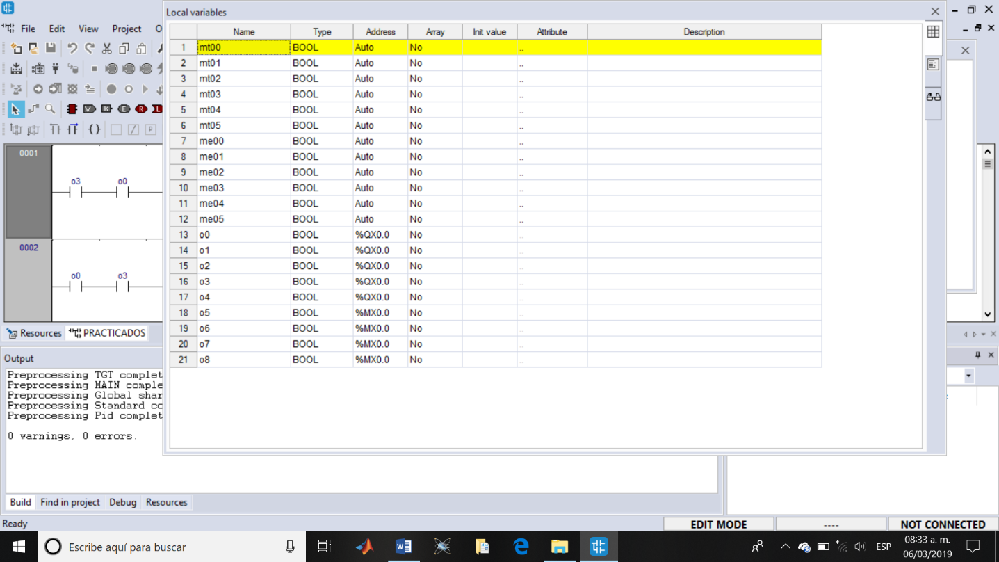 Local variables
File Edit View Project O
Name Type Address Array Init value Attribute Description
1 mt00 BOOL Auto No ..
2 mt01 BOOL Auto No ..
3 mt02 BOOL Auto No ..
4 mt03 BOOL Auto No ..
5 mt04 BOOL Auto No ..
6 mt05 BOOL Auto No ..
7 me00 BOOL Auto No ..
8 me01 BOOL Auto No ..
9 me02 BOOL Auto No ..
10 me03 BOOL Auto No ..
11 me04 BOOL Auto No ..
12 me05 BOOL Auto No ..
13 o0 BOOL %QX0.0 No ..
14 o1 BOOL %QX0.0 No ..
15 o2 BOOL %QX0.0 No ..
16 o3 BOOL %QX0.0 No ..
17 o4 BOOL %QX0.0 No ..
18 o5 BOOL %MX0.0 No ..
19 o6 BOOL %MX0.0 No ..
20 o7 BOOL %MX0.0 No ..
21 o8 BOOL %MX0.0 No ..
0001
o3 o0
0002
o0 o3
Resources PRACTICADOS
Output
Preprocessing TGT complet
Preprocessing MAIN comple
Preprocessing Global shar
Preprocessing Standard co
Preprocessing Pid complet
0 warnings, 0 errors.
Build Find in project Debug Resources
Ready EDIT MODE ---- NOT CONNECTED
Escribe aquí para buscar
ESP
08:33 a. m.
06/03/2019